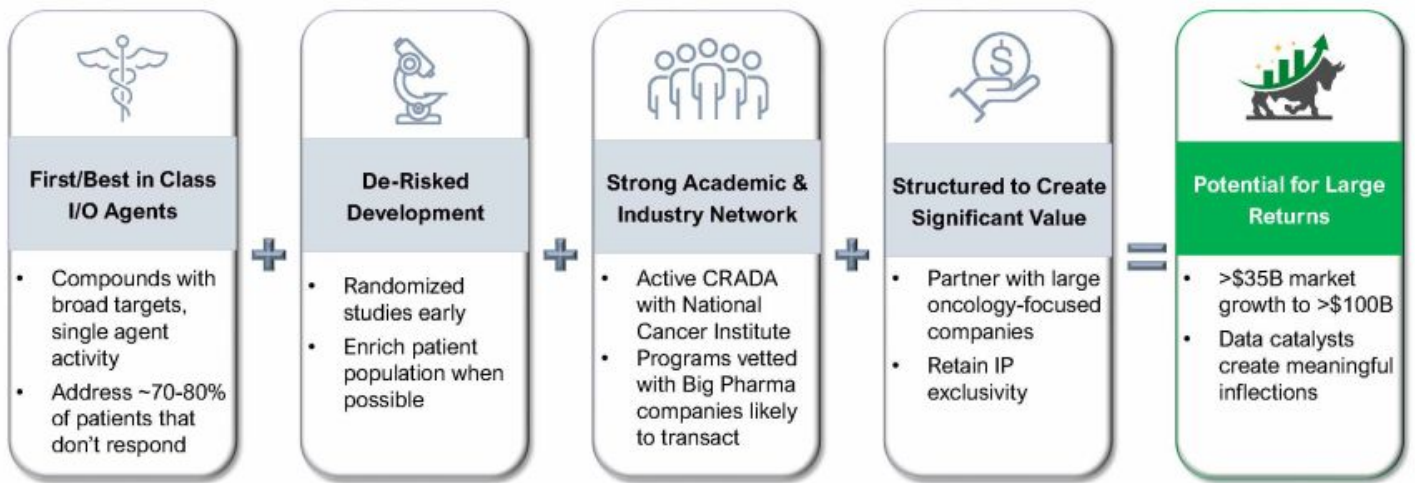 First/Best in Class
I/O Agents
• Compounds with
broad targets,
single agent
activity
• Address ~70-80%
of patients that
don't respond
+
De-Risked
Development
• Randomized
studies early
• Enrich patient
population when
possible
+
Strong Academic &
Industry Network
• Active CRADA
with National
Cancer Institute
• Programs vetted
with Big Pharma
companies likely
to transact
+
$
Structured to Create
Significant Value
• Partner with large
oncology-focused
companies
• Retain IP
exclusivity
=
Potential for Large
Returns
• >$35B market
growth to >$100B
• Data catalysts
create meaningful
inflections